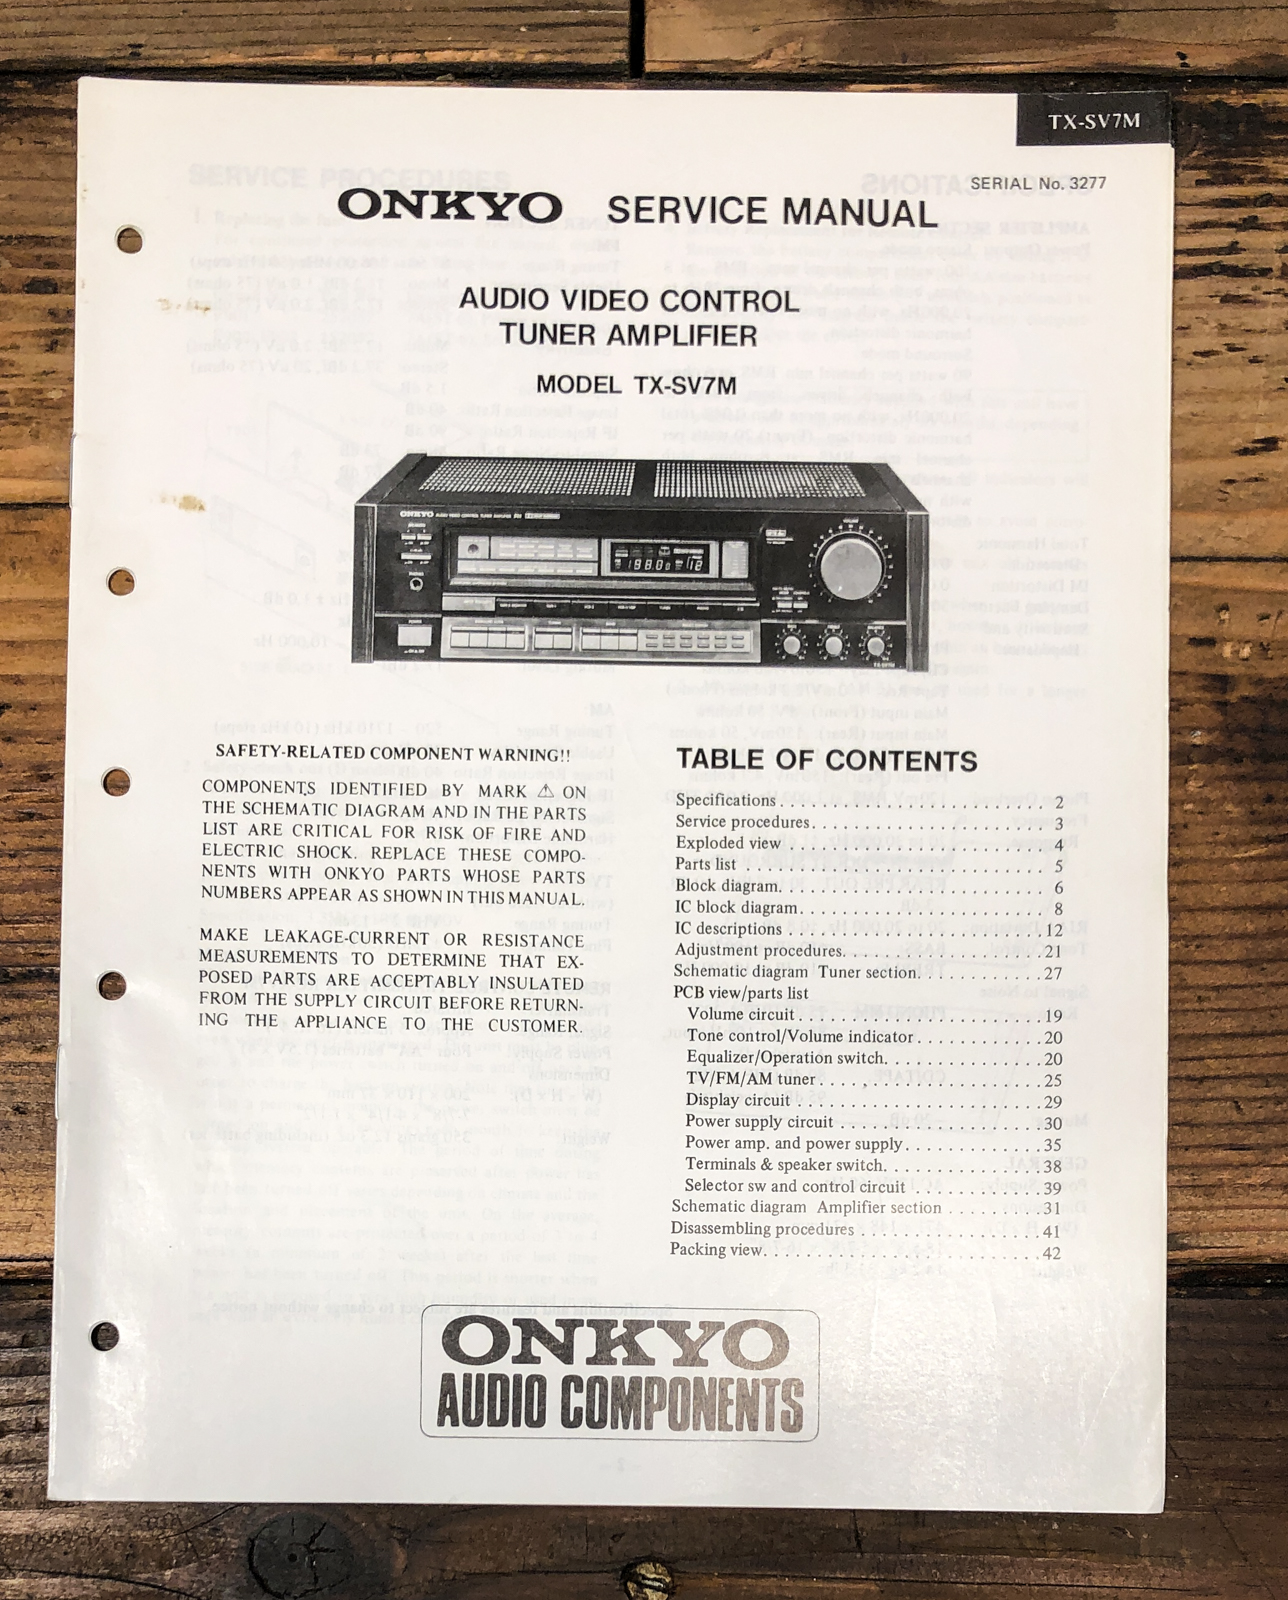 TX-SV7M
SERIAL No. 3277
ONKYO SERVICE MANUAL
AUDIO VIDEO CONTROL
TUNER AMPLIFIER
MODEL TX-SV7M
ONKYO
SAFETY-RELATED COMPONENT WARNING!!
COMPONENTS IDENTIFIED BY MARK ⚠ ON
THE SCHEMATIC DIAGRAM AND IN THE PARTS
LIST ARE CRITICAL FOR RISK OF FIRE AND
ELECTRIC SHOCK. REPLACE THESE COMPO-
NENTS WITH ONKYO PARTS WHOSE PARTS
NUMBERS APPEAR AS SHOWN IN THIS MANUAL.
MAKE LEAKAGE-CURRENT OR RESISTANCE
MEASUREMENTS TO DETERMINE THAT EX-
POSED PARTS ARE ACCEPTABLY INSULATED
FROM THE SUPPLY CIRCUIT BEFORE RETURN-
ING THE APPLIANCE TO THE CUSTOMER.
TABLE OF CONTENTS
Specifications . . . . . . . . . . . . . . . . . . . . . . . . 2
Service procedures . . . . . . . . . . . . . . . . . . . . . 3
Exploded view . . . . . . . . . . . . . . . . . . . . . . . . 4
Parts list . . . . . . . . . . . . . . . . . . . . . . . . . . . 5
Block diagram . . . . . . . . . . . . . . . . . . . . . . . . 6
IC block diagram . . . . . . . . . . . . . . . . . . . . . . 8
IC descriptions . . . . . . . . . . . . . . . . . . . . . . . 12
Adjustment procedures . . . . . . . . . . . . . . . . . . 21
Schematic diagram Tuner section . . . . . . . . . . . 27
PCB view/parts list
Volume circuit . . . . . . . . . . . . . . . . . . . . . . 19
Tone control/Volume indicator . . . . . . . . . . . . 20
Equalizer/Operation switch . . . . . . . . . . . . . . 20
TV/FM/AM tuner . . . . . . . . . . . . . . . . . . . . 25
Display circuit . . . . . . . . . . . . . . . . . . . . . . 29
Power supply circuit . . . . . . . . . . . . . . . . . . 30
Power amp. and power supply . . . . . . . . . . . . 35
Terminals & speaker switch . . . . . . . . . . . . . . 38
Selector sw and control circuit . . . . . . . . . . . . 39
Schematic diagram Amplifier section . . . . . . . . . 31
Disassembling procedures . . . . . . . . . . . . . . . . 41
Packing view . . . . . . . . . . . . . . . . . . . . . . . . 42
ONKYO
AUDIO COMPONENTS